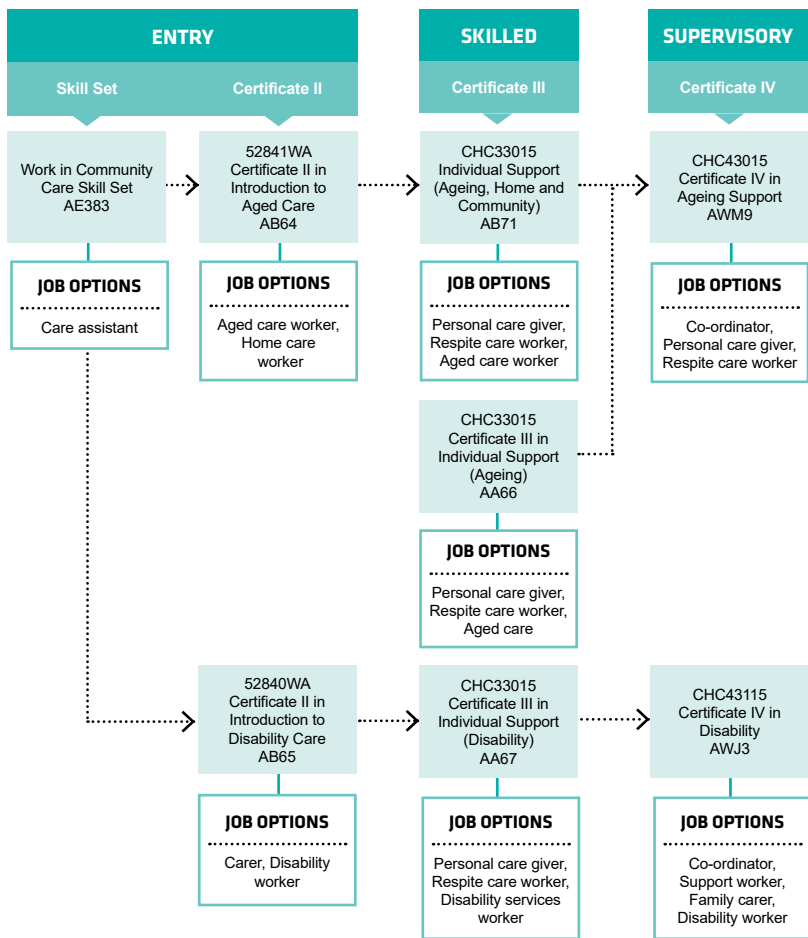 ENTRY
SKILLED
SUPERVISORY
Skill Set
Certificate II
Certificate III
Certificate IV
Work in Community
Care Skill Set
AE383
52841WA
Certificate II in
Introduction to
Aged Care
AB64
CHC33015
Individual Support
(Ageing, Home and
Community)
AB71
CHC43015
Certificate IV in
Ageing Support
AWM9
JOB OPTIONS
Care assistant
JOB OPTIONS
Aged care worker,
Home care
worker
JOB OPTIONS
Personal care giver,
Respite care worker,
Aged care worker
JOB OPTIONS
Co-ordinator,
Personal care giver,
Respite care worker
CHC33015
Certificate III in
Individual Support
(Ageing)
AA66
JOB OPTIONS
Personal care giver,
Respite care worker,
Aged care
52840WA
Certificate II in
Introduction to
Disability Care
AB65
CHC33015
Certificate III in
Individual Support
(Disability)
AA67
CHC43115
Certificate IV in
Disability
AWJ3
JOB OPTIONS
Carer, Disability
worker
JOB OPTIONS
Personal care giver,
Respite care worker,
Disability services
worker
JOB OPTIONS
Co-ordinator,
Support worker,
Family carer,
Disability worker